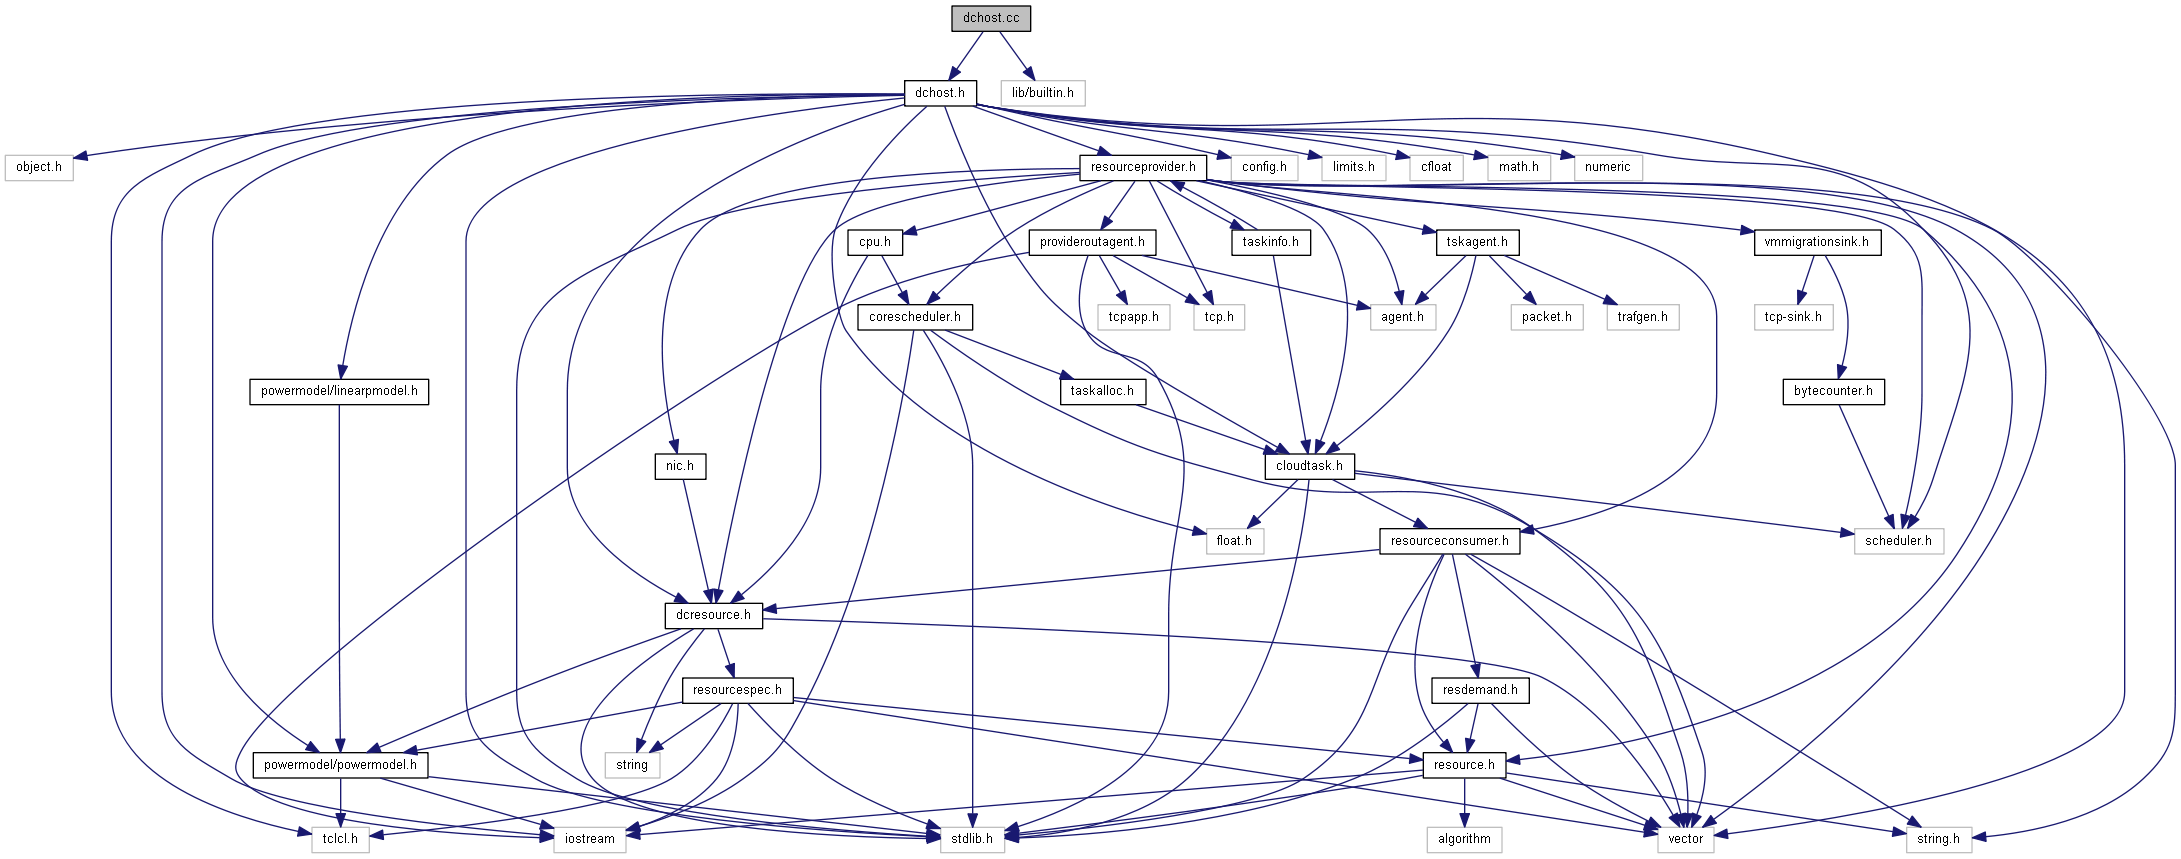 dchost.cc
dchost.h
lib/builtin.h
object.h
resourceprovider.h
config.h
limits.h
cfloat
math.h
numeric
cpu.h
provideroutagent.h
taskinfo.h
tskagent.h
vmmigrationsink.h
corescheduler.h
tcpapp.h
tcp.h
agent.h
packet.h
trafgen.h
tcp-sink.h
powermodel/linearpmodel.h
taskalloc.h
bytecounter.h
nic.h
cloudtask.h
float.h
resourceconsumer.h
scheduler.h
dcresource.h
resourcespec.h
resdemand.h
powermodel/powermodel.h
string
resource.h
tclcl.h
iostream
stdlib.h
algorithm
vector
string.h